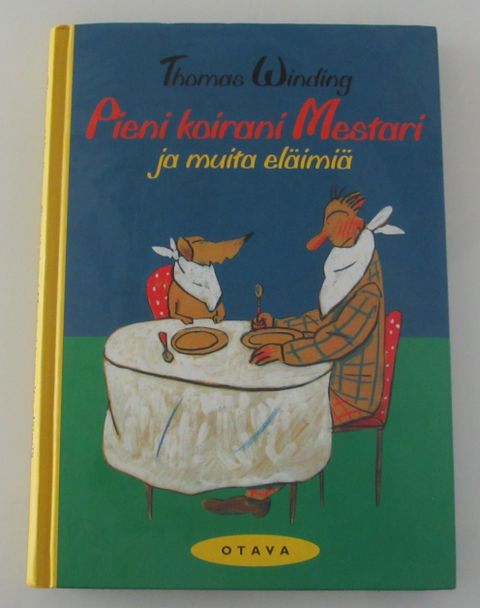 Thomas Winding
Pieni koirani Mestari
ja muita eläimiä
OTAVA